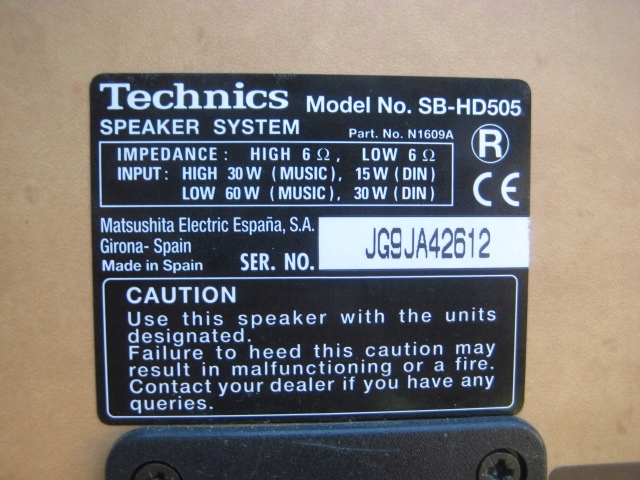 Technics Model No. SB-HD505
SPEAKER SYSTEM Part. No. N1609A
R
IMPEDANCE: HIGH 6 Ω, LOW 6 Ω
INPUT: HIGH 30 W (MUSIC), 15 W (DIN)
LOW 60 W (MUSIC), 30 W (DIN)
CE
Matsushita Electric España, S.A.
Girona- Spain
Made in Spain SER. NO. JG9JA42612
CAUTION
Use this speaker with the units
designated.
Failure to heed this caution may
result in malfunctioning or a fire.
Contact your dealer if you have any
queries.